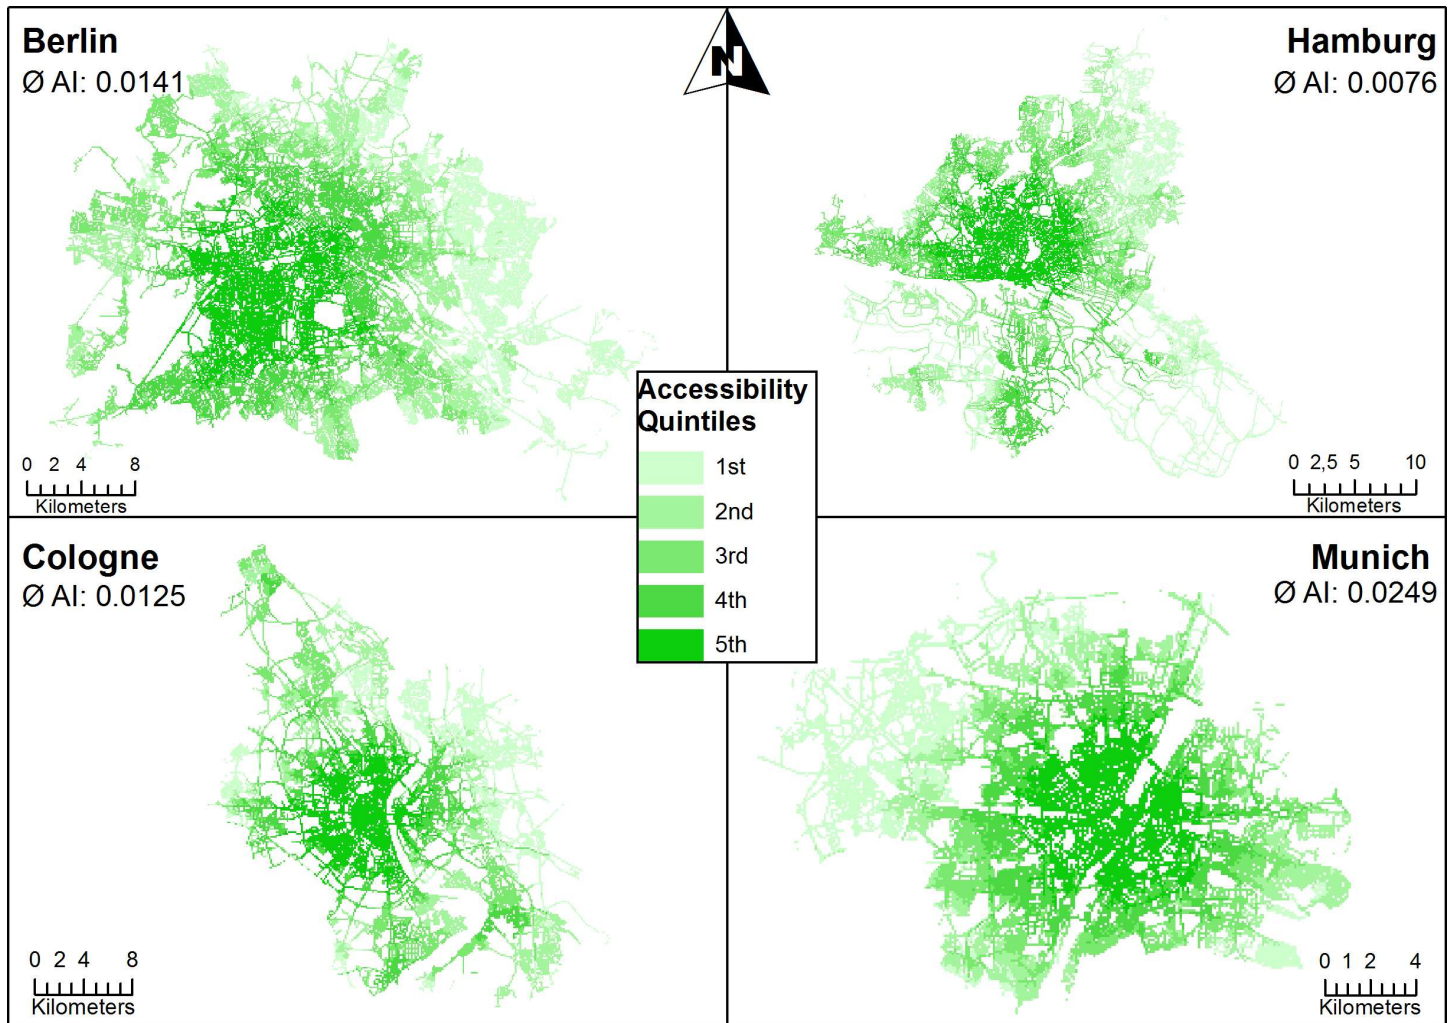 Berlin
Ø AI: 0.0141
N
Hamburg
Ø AI: 0.0076
0 2 4 8
Kilometers
0 2,5 5 10
Kilometers
Accessibility
Quintiles
1st
2nd
3rd
4th
5th
Cologne
Ø AI: 0.0125
Munich
Ø AI: 0.0249
0 2 4 8
Kilometers
0 1 2 4
Kilometers